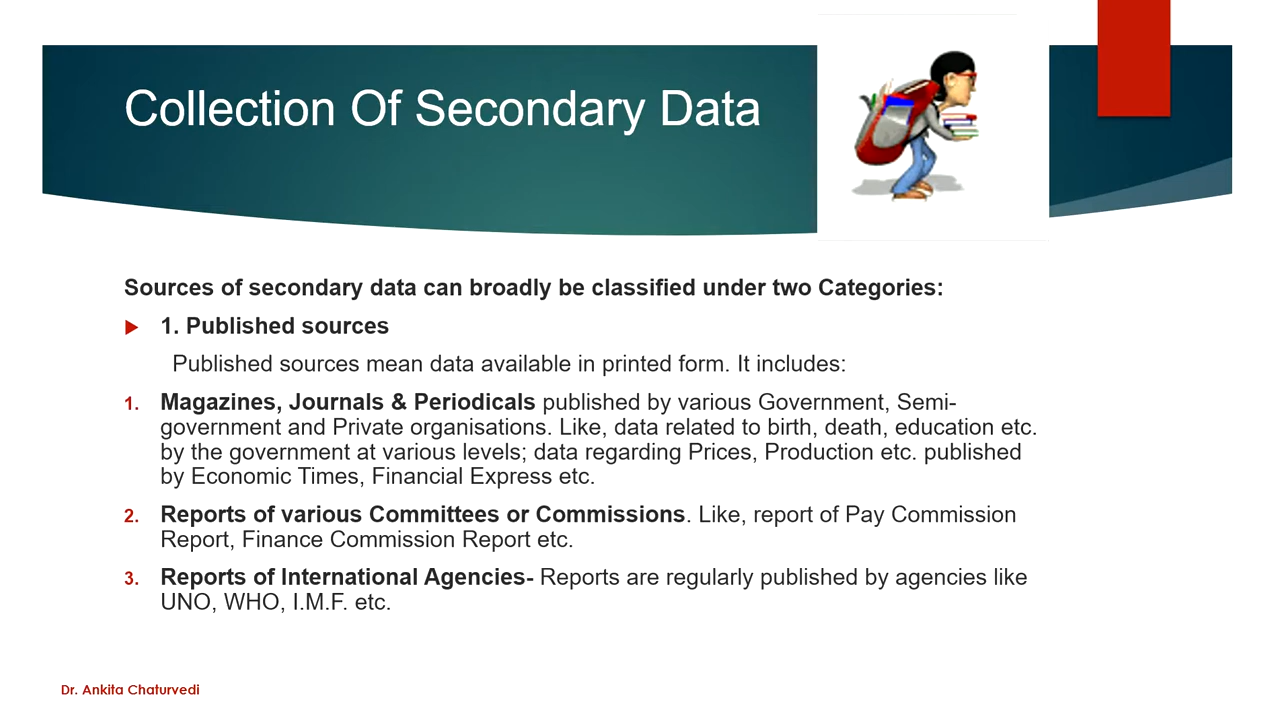 Collection Of Secondary Data
Sources of secondary data can broadly be classified under two Categories:
1. Published sources
Published sources mean data available in printed form. It includes:
1. Magazines, Journals & Periodicals published by various Government, Semi-
government and Private organisations. Like, data related to birth, death, education etc.
by the government at various levels; data regarding Prices, Production etc. published
by Economic Times, Financial Express etc.
2. Reports of various Committees or Commissions. Like, report of Pay Commission
Report, Finance Commission Report etc.
3. Reports of International Agencies- Reports are regularly published by agencies like
UNO, WHO, I.M.F. etc.
Dr. Ankita Chaturvedi